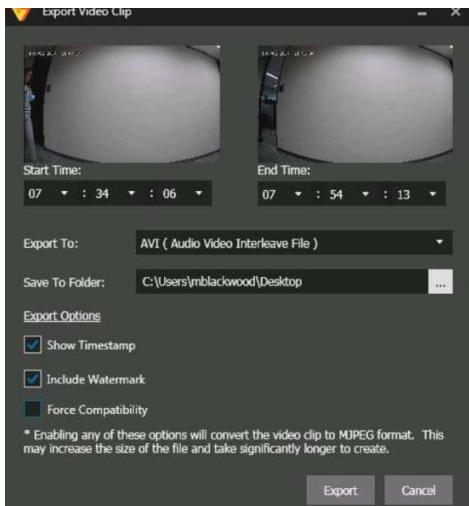 Export Video Clip
Start Time:
End Time:
07 : 34 : 06
07 : 54 : 13
Export To:
AVI ( Audio Video Interleave File )
Save To Folder:
C:\Users\mblackwood\Desktop
...
Export Options
Show Timestamp
Include Watermark
Force Compatibility
* Enabling any of these options will convert the video clip to MJPEG format. This
may increase the size of the file and take significantly longer to create.
Export
Cancel